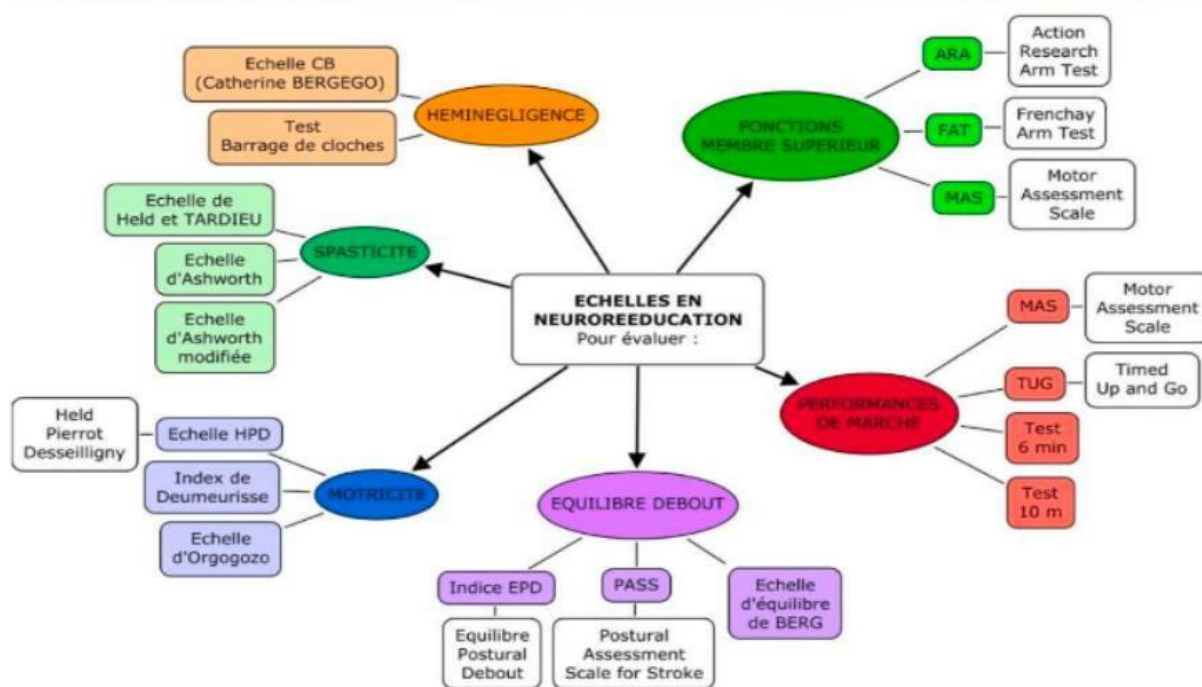 Echelle CB
(Catherine BERGEGO)
Test
Barrage de cloches
HEMINEGLIGENCE
FONCTIONS
MEMBRE SUPERIEUR
ARA
Action
Research
Arm Test
FAT
Frenchay
Arm Test
MAS
Motor
Assessment
Scale
Echelle de
Held et TARDIEU
Echelle
d'Ashworth
Echelle
d'Ashworth
modifiée
SPASTICITE
ECHELLES EN
NEUROREEDUCATION
Pour évaluer :
MAS
Motor
Assessment
Scale
TUG
Timed
Up and Go
Test
6 min
Test
10 m
PERFORMANCES
DE MARCHE
Held
Pierrot
Desseilligny
Echelle HPD
Index de
Deumeurisse
Echelle
d'Orgogozo
MOTRICITE
EQUILIBRE DEBOUT
Indice EPD
Equilibre
Postural
Debout
PASS
Postural
Assessment
Scale for Stroke
Echelle
d'équilibre
de BERG